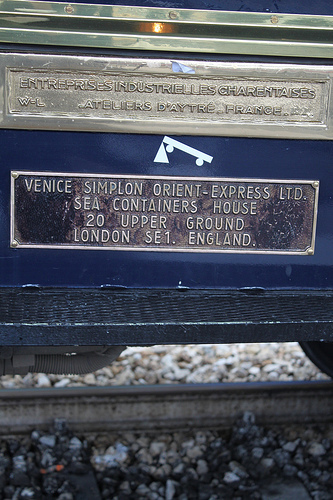 ENTREPRISES INDUSTRIELLES CHARENTAISES
W-L ATELIERS D'AYTRÉ. FRANCE
VENICE SIMPLON ORIENT-EXPRESS LTD.
SEA CONTAINERS HOUSE
20 UPPER GROUND
LONDON SE1. ENGLAND.